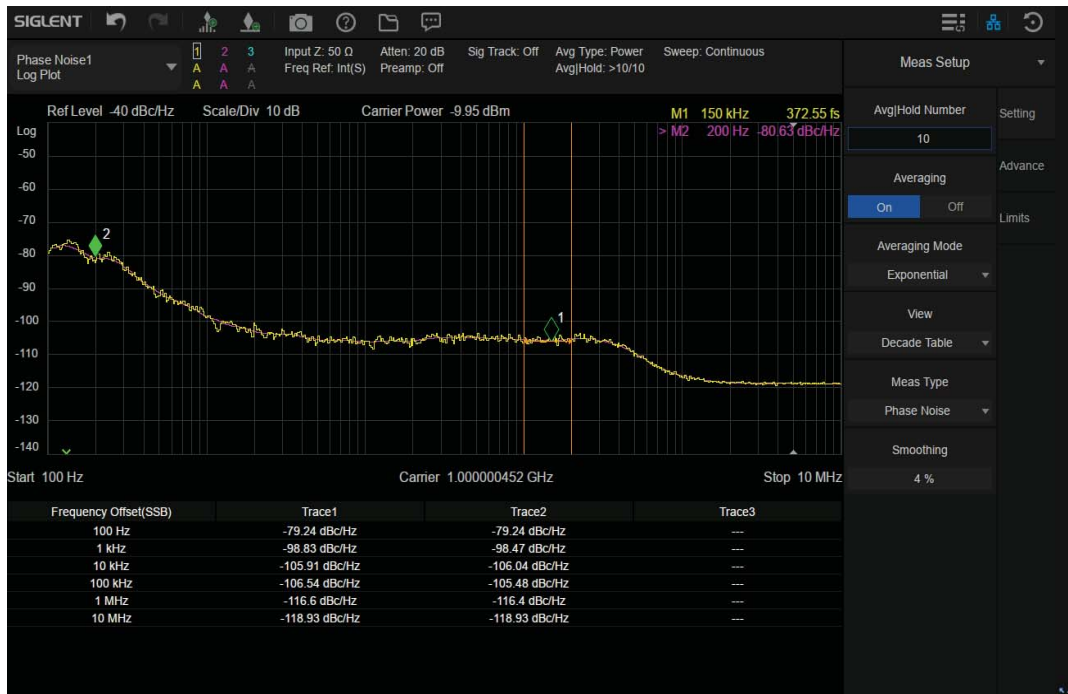 SIGLENT
Phase Noise1
Log Plot
1 2 3
A A A
A A A
Input Z: 50 Ω Atten: 20 dB Sig Track: Off Avg Type: Power Sweep: Continuous
Freq Ref: Int(S) Preamp: Off Avg|Hold: >10/10
Meas Setup
Ref Level -40 dBc/Hz Scale/Div 10 dB Carrier Power -9.95 dBm
M1 150 kHz 372.55 fs
> M2 200 Hz -80.63 dBc/Hz
Log
-50
-60
-70
-80
-90
-100
-110
-120
-130
-140
2
1
Start 100 Hz Carrier 1.000000452 GHz Stop 10 MHz
Frequency Offset(SSB) Trace1 Trace2 Trace3
100 Hz -79.24 dBc/Hz -79.24 dBc/Hz ---
1 kHz -98.83 dBc/Hz -98.47 dBc/Hz ---
10 kHz -105.91 dBc/Hz -106.04 dBc/Hz ---
100 kHz -106.54 dBc/Hz -105.48 dBc/Hz ---
1 MHz -116.6 dBc/Hz -116.4 dBc/Hz ---
10 MHz -118.93 dBc/Hz -118.93 dBc/Hz ---
Avg|Hold Number
10
Averaging
On Off
Averaging Mode
Exponential
View
Decade Table
Meas Type
Phase Noise
Smoothing
4 %
Setting
Advance
Limits